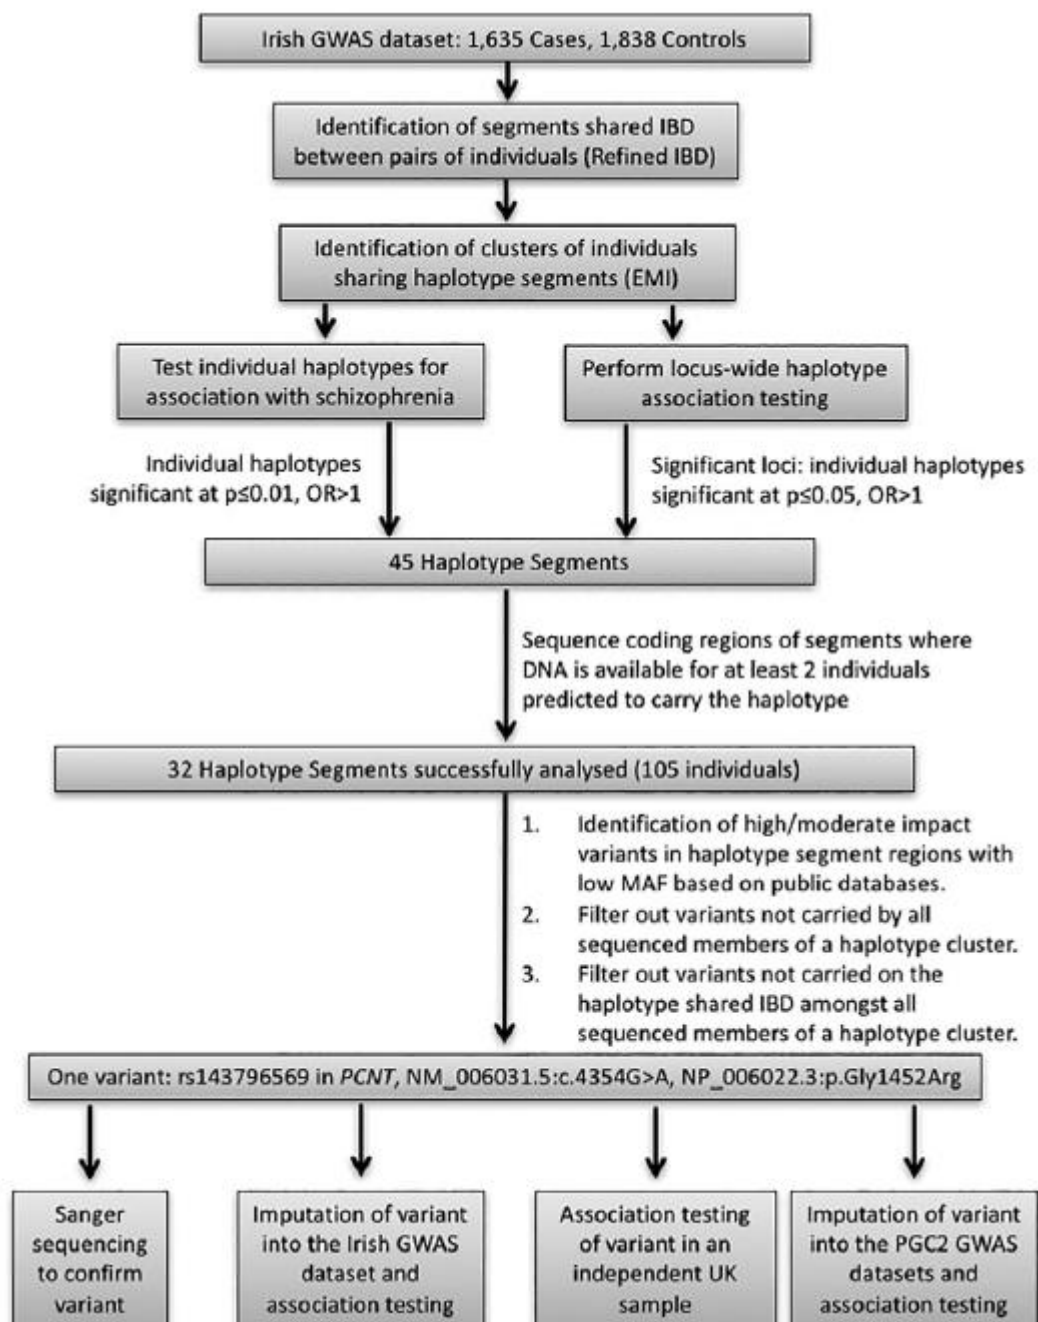 Irish GWAS dataset: 1,635 Cases, 1,838 Controls
Identification of segments shared IBD
between pairs of individuals (Refined IBD)
Identification of clusters of individuals
sharing haplotype segments (EMI)
Test individual haplotypes for
association with schizophrenia
Perform locus-wide haplotype
association testing
Individual haplotypes
significant at p≤0.01, OR>1
Significant loci: individual haplotypes
significant at p≤0.05, OR>1
45 Haplotype Segments
Sequence coding regions of segments where
DNA is available for at least 2 individuals
predicted to carry the haplotype
32 Haplotype Segments successfully analysed (105 individuals)
1. Identification of high/moderate impact
variants in haplotype segment regions with
low MAF based on public databases.
2. Filter out variants not carried by all
sequenced members of a haplotype cluster.
3. Filter out variants not carried on the
haplotype shared IBD amongst all
sequenced members of a haplotype cluster.
One variant: rs143796569 in PCNT, NM_006031.5:c.4354G>A, NP_006022.3:p.Gly1452Arg
Sanger
sequencing
to confirm
variant
Imputation of variant
into the Irish GWAS
dataset and
association testing
Association testing
of variant in an
independent UK
sample
Imputation of variant
into the PGC2 GWAS
datasets and
association testing